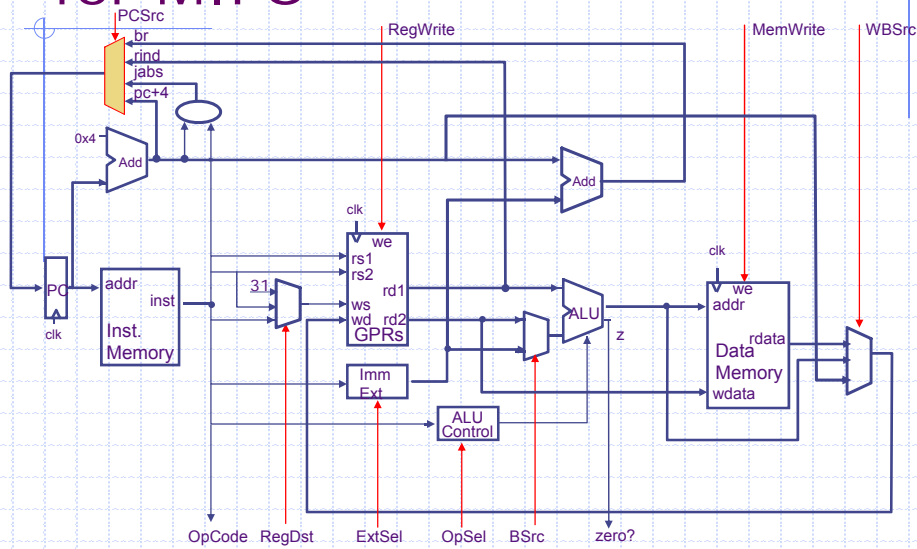 PCSrc
RegWrite
MemWrite
WBSrc
br
rind
jabs
pc+4
0x4
Add
Add
clk
we
rs1
rs2
31
rd1
ws
wd
rd2
GPRs
clk
we
addr
rdata
Data
Memory
wdata
PC
clk
addr
inst
Inst.
Memory
ALU
z
Imm
Ext
ALU
Control
OpCode
RegDst
ExtSel
OpSel
BSrc
zero?